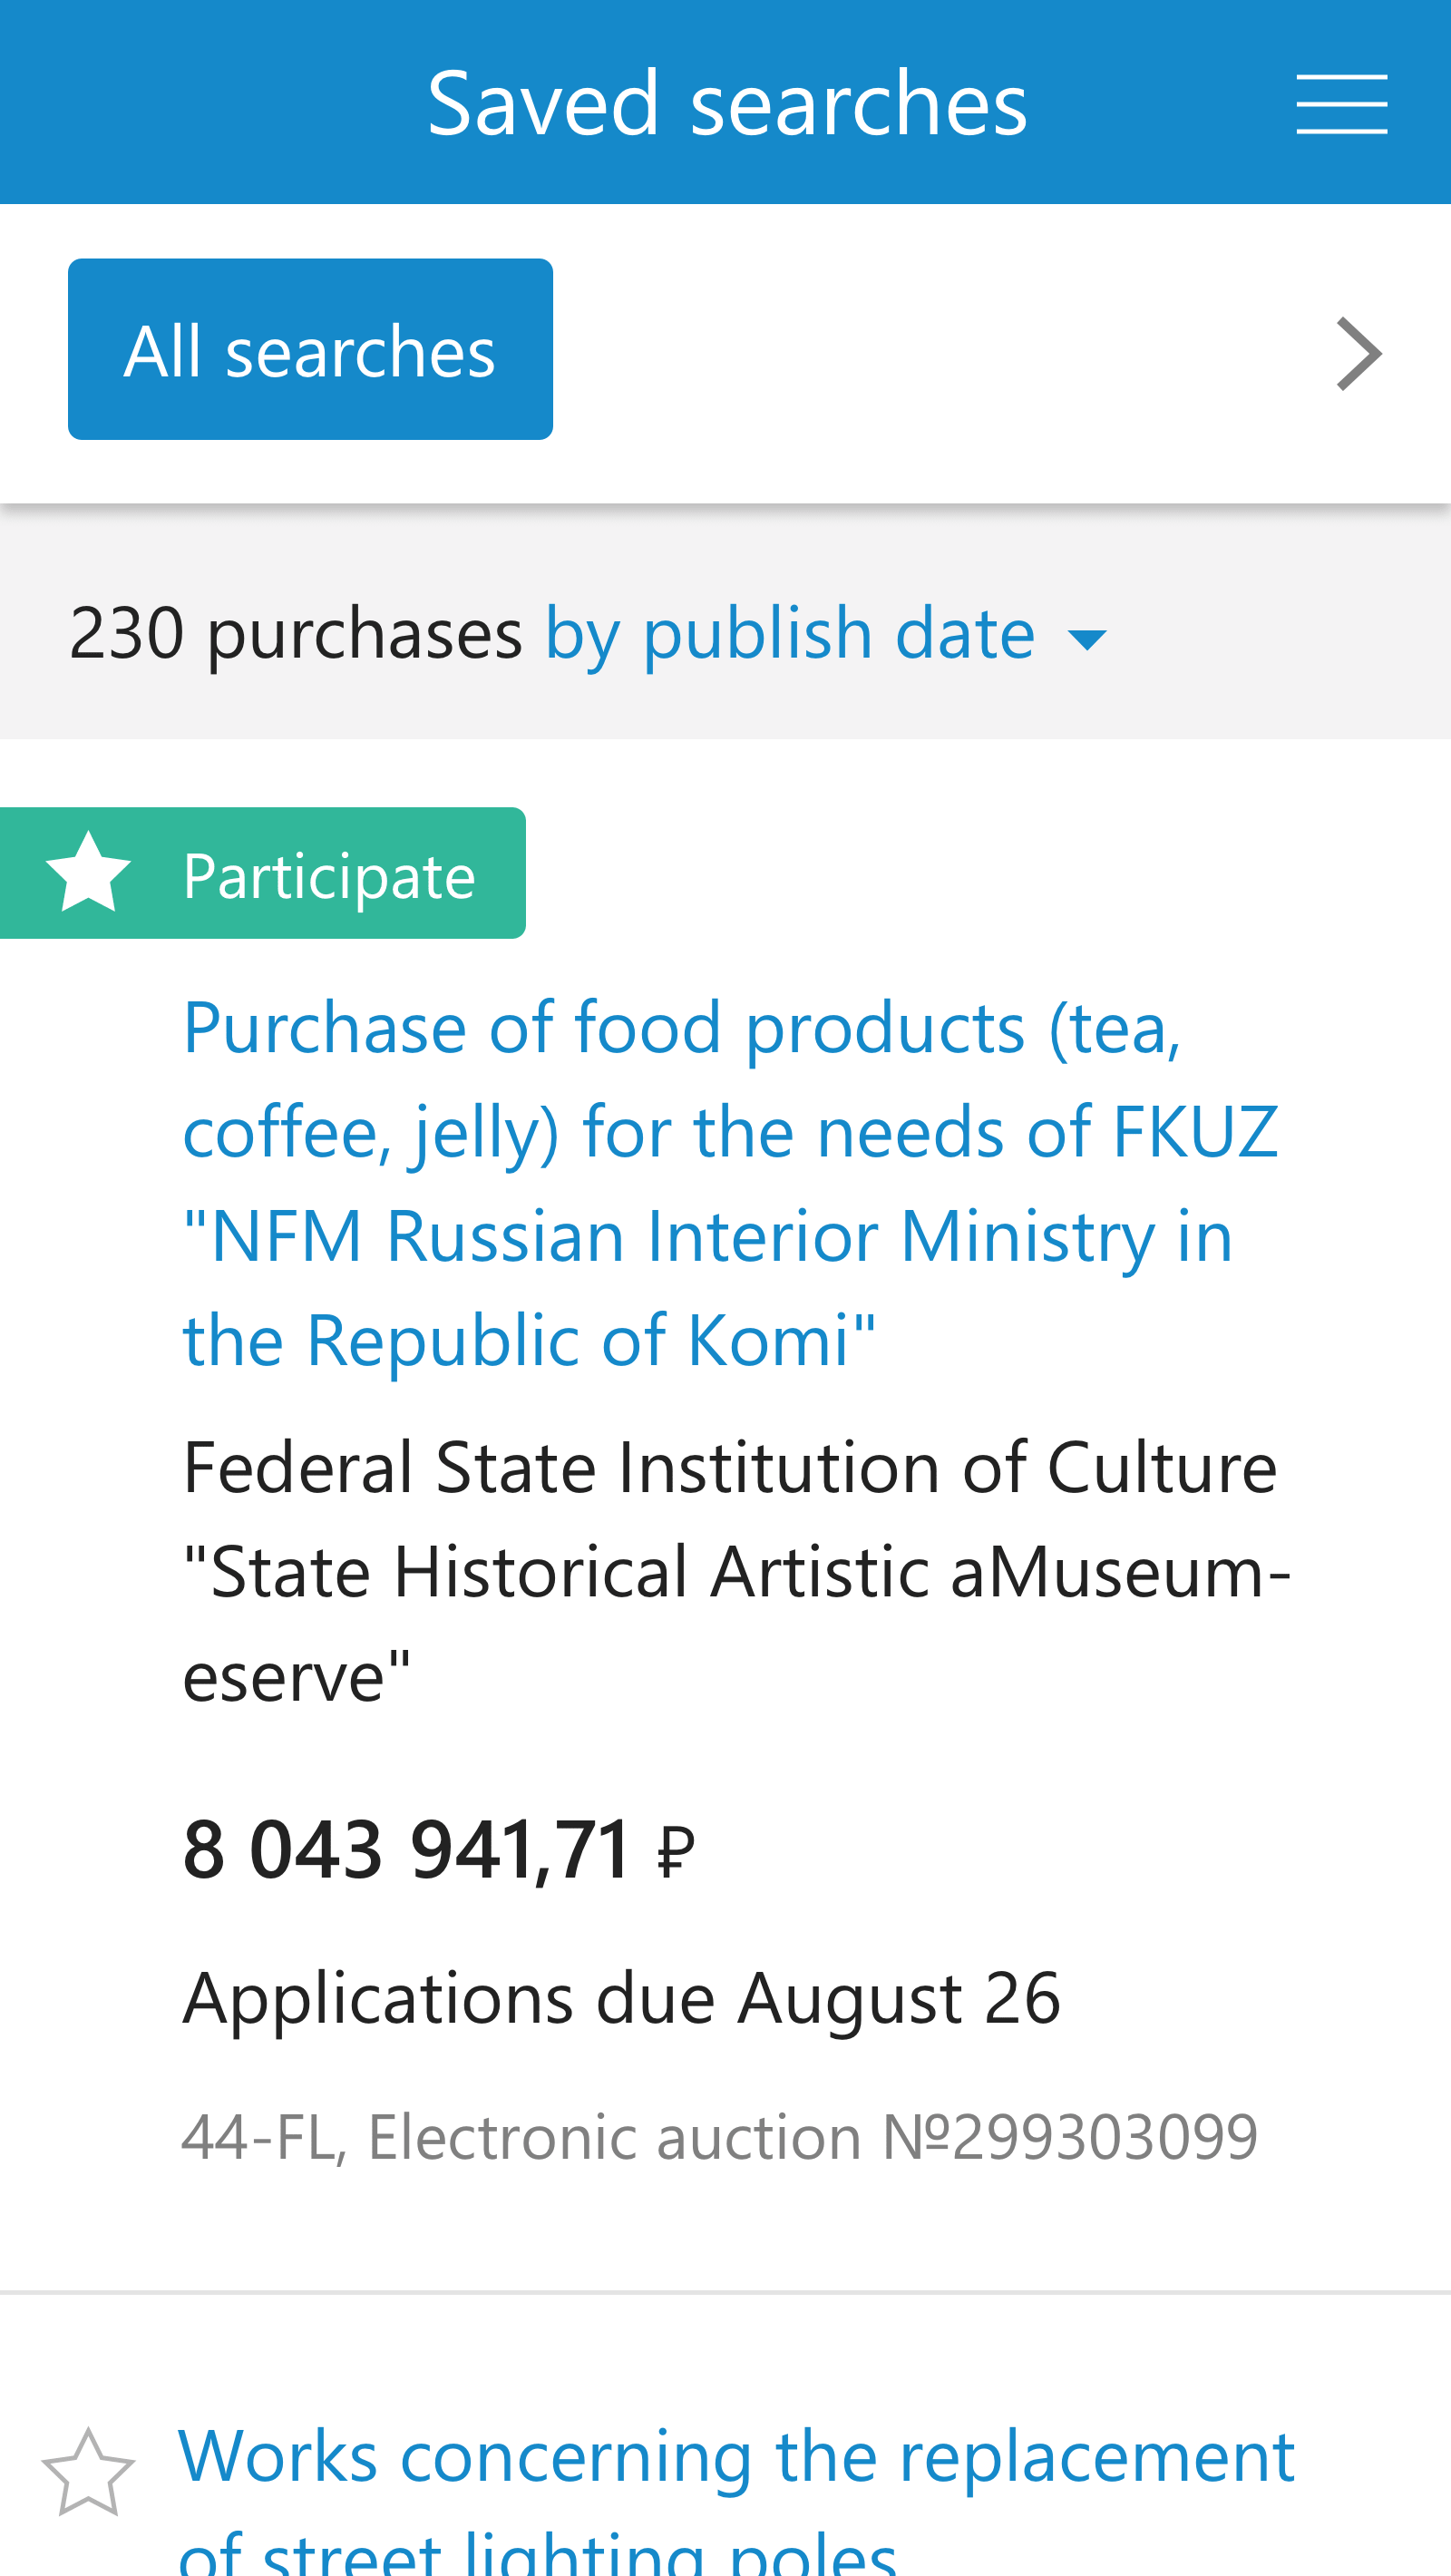 Saved searches
All searches
230 purchases by publish date
Participate
Purchase of food products (tea,
coffee, jelly) for the needs of FKUZ
"NFM Russian Interior Ministry in
the Republic of Komi"
Federal State Institution of Culture
"State Historical Artistic aMuseum-
eserve"
8 043 941,71 ₽
Applications due August 26
44-FL, Electronic auction №299303099
Works concerning the replacement
of street lighting poles